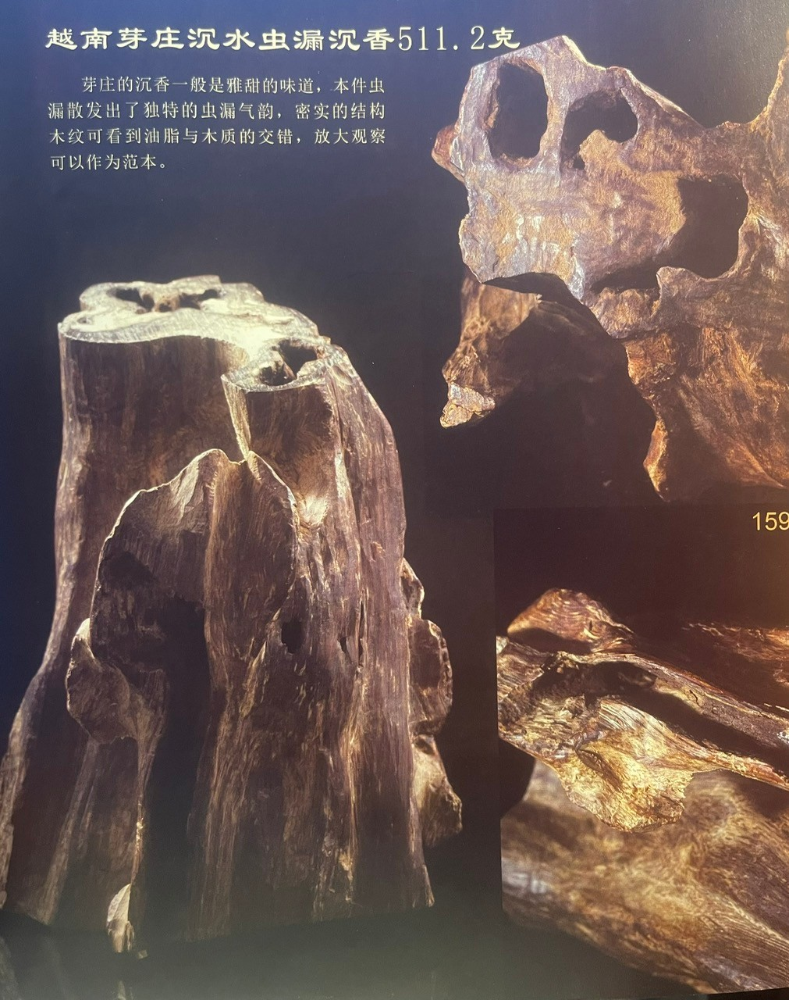 越南芽庄沉水虫漏沉香511.2克
芽庄的沉香一般是雅甜的味道，本件虫
漏散发出了独特的虫漏气韵，密实的结构
木纹可看到油脂与木质的交错，放大观察
可以作为范本。
159